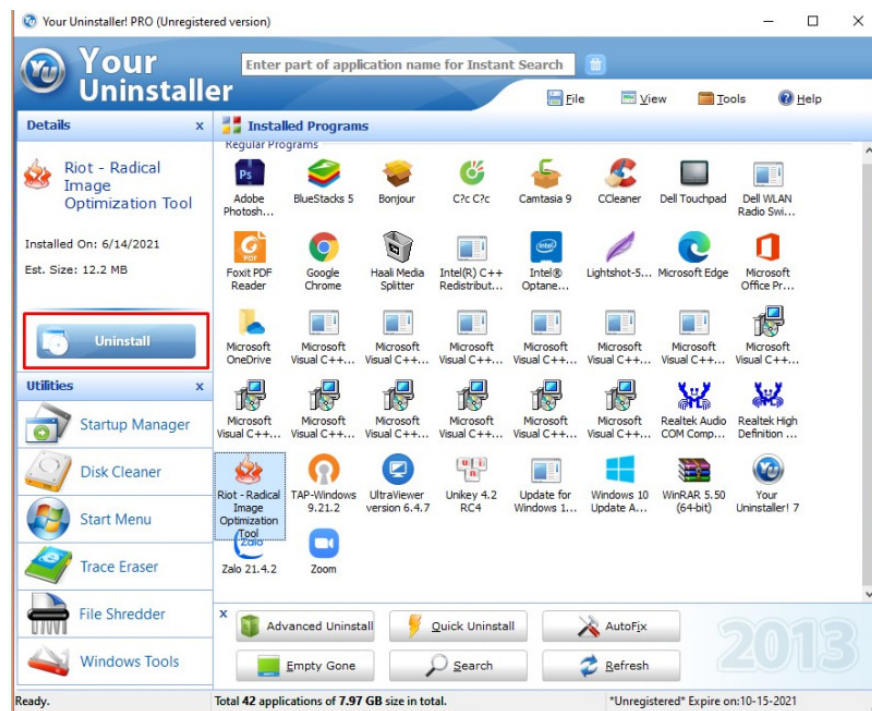 Your Uninstaller! PRO (Unregistered version)
Your
Uninstaller
Enter part of application name for Instant Search
File View Tools Help
Details x
Installed Programs
Riot - Radical
Image
Optimization Tool
Installed On: 6/14/2021
Est. Size: 12.2 MB
Uninstall
Utilities x
Startup Manager
Disk Cleaner
Start Menu
Trace Eraser
File Shredder
Windows Tools
Regular Programs
Ps
Adobe
Photosh...
BlueStacks 5
Bonjour
C?c C?c
Camtasia 9
CCleaner
Dell Touchpad
Dell WLAN
Radio Swi...
PDF
Foxit PDF
Reader
Google
Chrome
Haali Media
Splitter
Intel(R) C++
Redistribut...
intel
Intel®
Optane...
Lightshot-5...
Microsoft Edge
Microsoft
Office Pr...
Microsoft
OneDrive
Microsoft
Visual C++...
Microsoft
Visual C++...
Microsoft
Visual C++...
Microsoft
Visual C++...
Microsoft
Visual C++...
Microsoft
Visual C++...
Microsoft
Visual C++...
Microsoft
Visual C++...
Microsoft
Visual C++...
Microsoft
Visual C++...
Microsoft
Visual C++...
Microsoft
Visual C++...
Microsoft
Visual C++...
Realtek Audio
COM Comp...
Realtek High
Definition ...
Riot - Radical
Image
Optimization
Tool
TAP-Windows
9.21.2
UltraViewer
version 6.4.7
Unikey 4.2
RC4
Update for
Windows 1...
Windows 10
Update A...
WinRAR 5.50
(64-bit)
Your
Uninstaller! 7
Zalo
Zalo 21.4.2
Zoom
x
Advanced Uninstall
Quick Uninstall
AutoFix
Empty Gone
Search
Refresh
2013
Ready.
Total 42 applications of 7.97 GB size in total.
*Unregistered* Expire on:10-15-2021